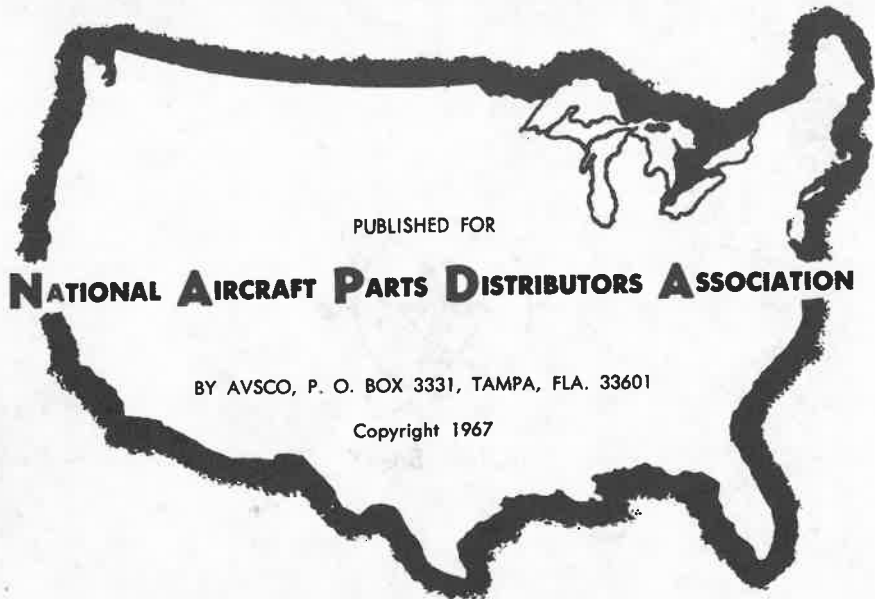 PUBLISHED FOR
NATIONAL AIRCRAFT PARTS DISTRIBUTORS ASSOCIATION
BY AVSCO, P. O. BOX 3331, TAMPA, FLA. 33601
Copyright 1967